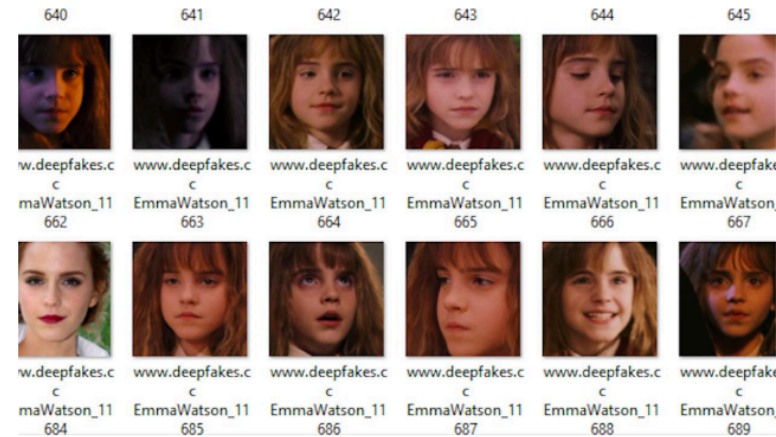 640 641 642 643 644 645
w.deepfakes.c www.deepfakes.c www.deepfakes.c www.deepfakes.c www.deepfakes.c www.deepfake
c c c c c c
maWatson_11 EmmaWatson_11 EmmaWatson_11 EmmaWatson_11 EmmaWatson_11 EmmaWatson_
662 663 664 665 666 667
w.deepfakes.c www.deepfakes.c www.deepfakes.c www.deepfakes.c www.deepfakes.c www.deepfake
c c c c c c
maWatson_11 EmmaWatson_11 EmmaWatson_11 EmmaWatson_11 EmmaWatson_11 EmmaWatson_
684 685 686 687 688 689